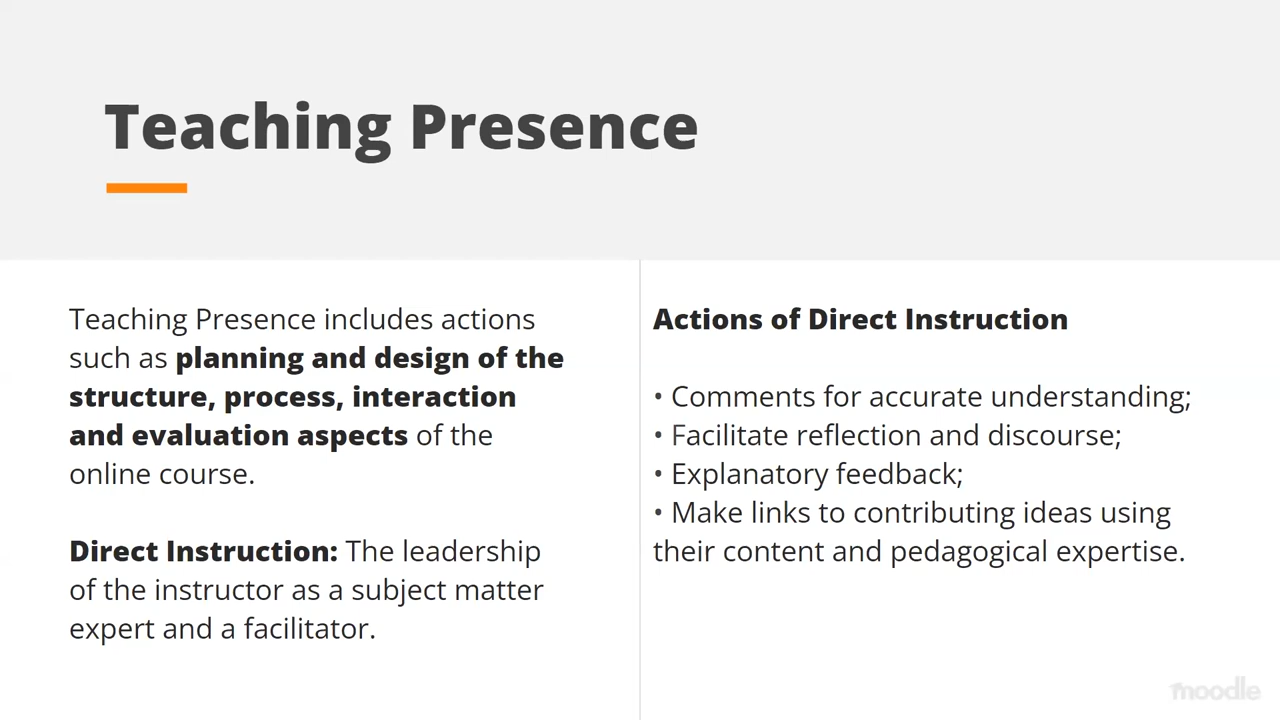 Teaching Presence
Teaching Presence includes actions
such as planning and design of the
structure, process, interaction
and evaluation aspects of the
online course.
Direct Instruction: The leadership
of the instructor as a subject matter
expert and a facilitator.
Actions of Direct Instruction
• Comments for accurate understanding;
• Facilitate reflection and discourse;
• Explanatory feedback;
• Make links to contributing ideas using
their content and pedagogical expertise.
moodle